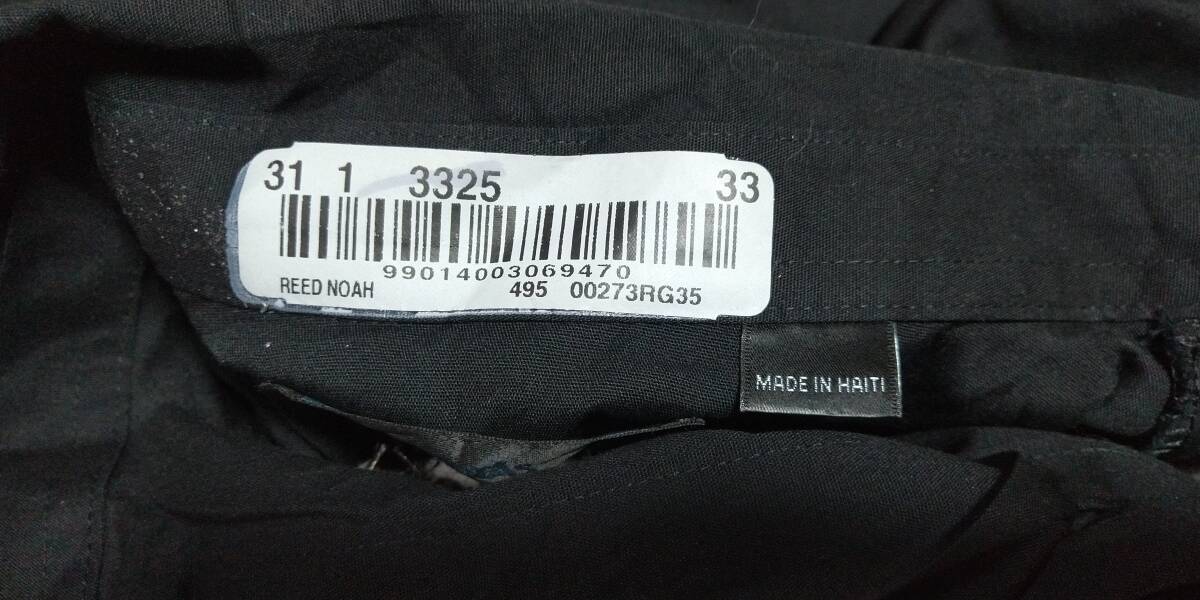 31 1 3325 33
99014003069470
REED NOAH 495 00273RG35
MADE IN HAITI